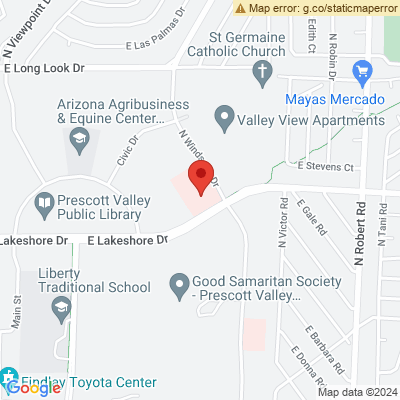 Map error: g.co/staticmaperror
N Viewpoint D
E Las Palmas Dr
St Germaine
Catholic Church
Edith Ct
N Robin Dr
E Long Look Dr
Mayas Mercado
Arizona Agribusiness
& Equine Center...
Valley View Apartments
Civic Dr
N Winds
Dr
E Stevens Ct
Prescott Valley
Public Library
N Victor Rd
E Gale Rd
N Robert Rd
N Tani Rd
Lakeshore Dr
E Lakeshore Dr
Liberty
Traditional School
Good Samaritan Society
- Prescott Valley...
Main St
E Barbara Rd
E Donna Rd
Findlay Toyota Center
Google
Map data ©2024